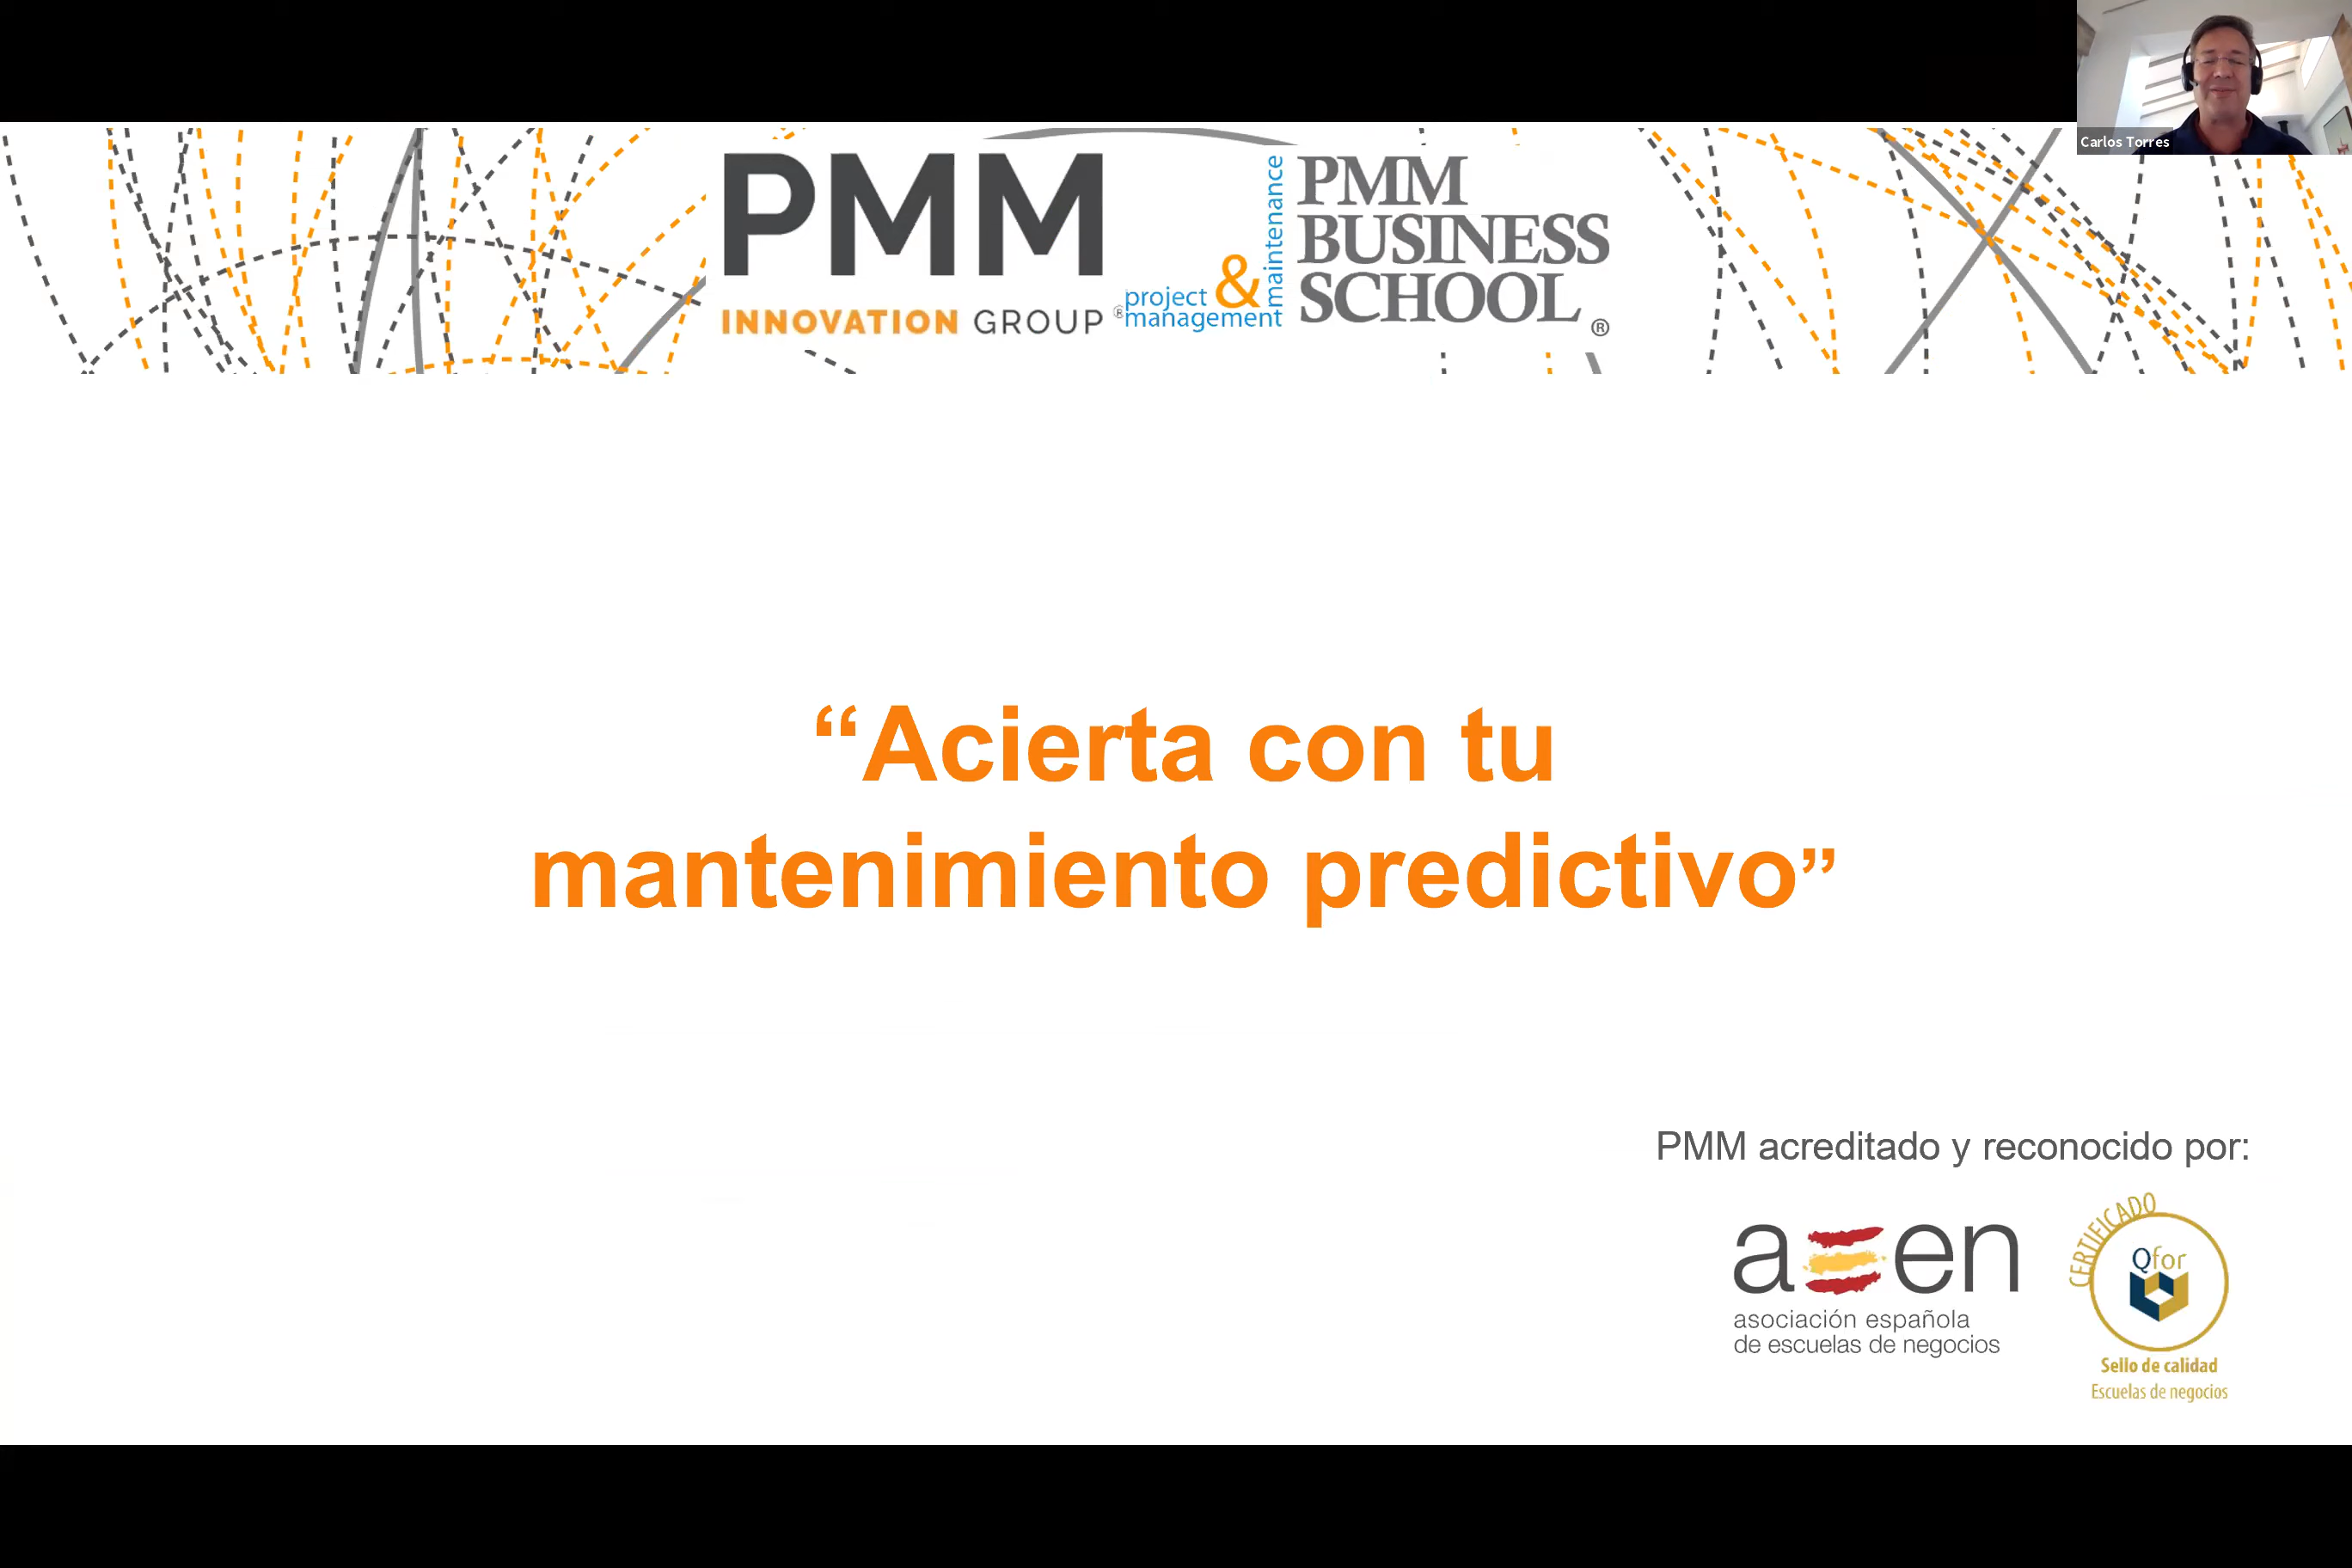 Carlos Torres
PMM
INNOVATION GROUP
®
project
management
&
maintenance
PMM
BUSINESS
SCHOOL
®
“Acierta con tu
mantenimiento predictivo”
PMM acreditado y reconocido por:
aeen
asociación española
de escuelas de negocios
CERTIFICADO
Qfor
Sello de calidad
Escuelas de negocios